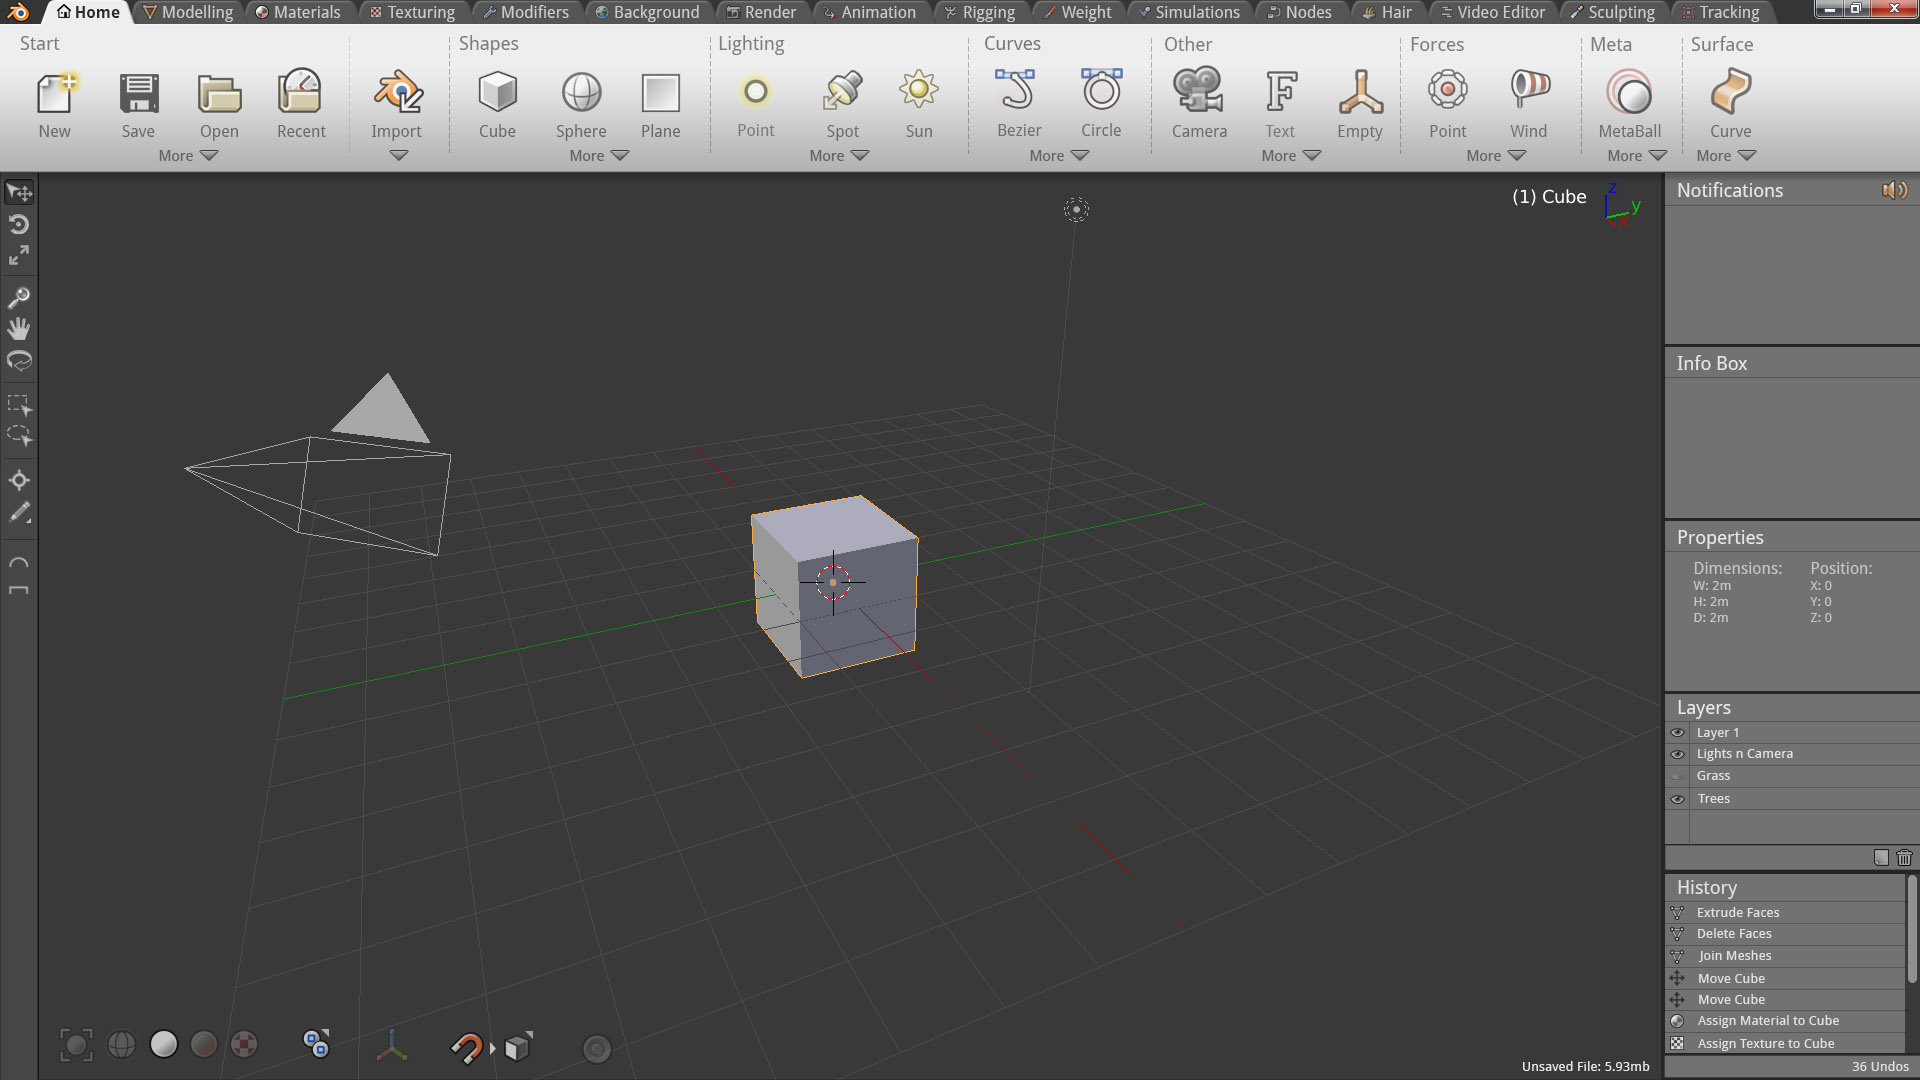 Home Modelling Materials Texturing Modifiers Background Render Animation Rigging Weight Simulations Nodes Hair Video Editor Sculpting Tracking
Start
New Save Open Recent
More
Import
Shapes
Cube Sphere Plane
More
Lighting
Point Spot Sun
More
Curves
Bezier Circle
More
Other
Camera Text Empty
More
Forces
Point Wind
More
Meta
MetaBall
More
Surface
Curve
More
(1) Cube
z
y
x
Notifications
Info Box
Properties
Dimensions: Position:
W: 2m X: 0
H: 2m Y: 0
D: 2m Z: 0
Layers
Layer 1
Lights n Camera
Grass
Trees
History
Extrude Faces
Delete Faces
Join Meshes
Move Cube
Move Cube
Assign Material to Cube
Assign Texture to Cube
Unsaved File: 5.93mb
36 Undos
F